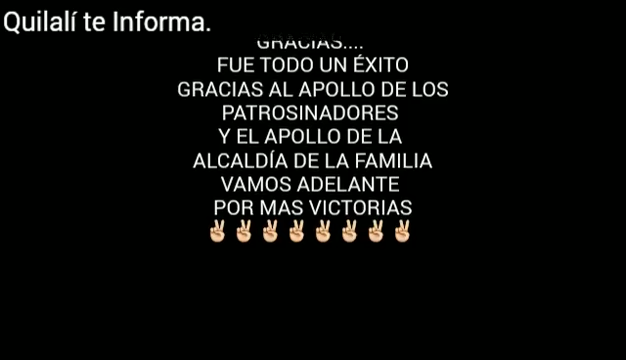 Quilalí te Informa.
GRACIAS....
FUE TODO UN ÉXITO
GRACIAS AL APOLLO DE LOS
PATROSINADORES
Y EL APOLLO DE LA
ALCALDÍA DE LA FAMILIA
VAMOS ADELANTE
POR MAS VICTORIAS
✌🏼✌🏼✌🏼✌🏼✌🏼✌🏼✌🏼✌🏼